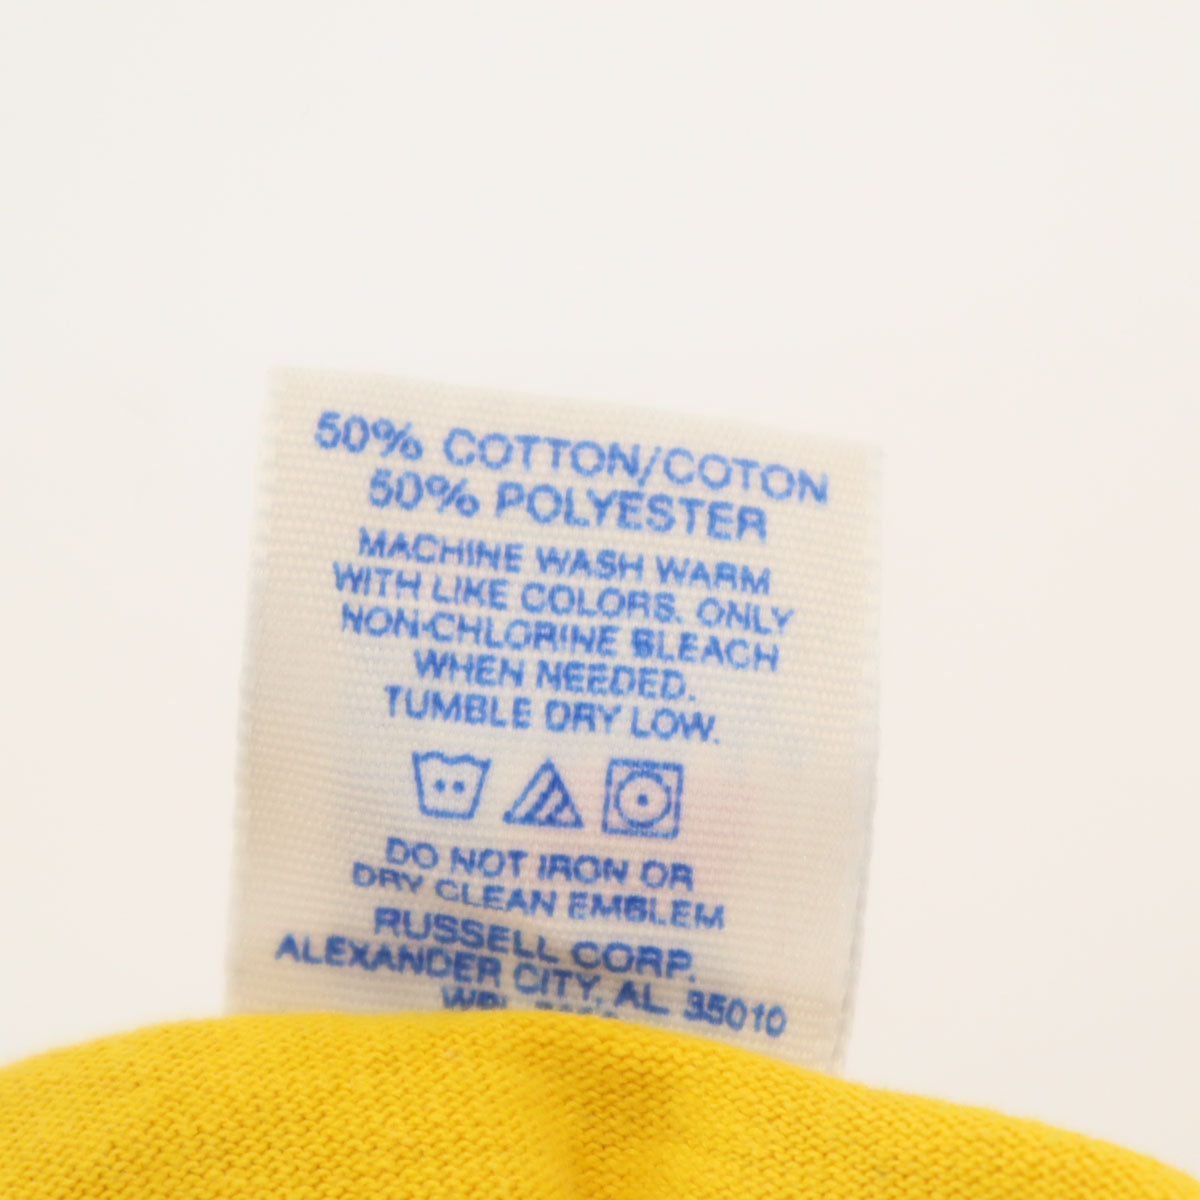 50% COTTON/COTON
50% POLYESTER
MACHINE WASH WARM
WITH LIKE COLORS. ONLY
NON-CHLORINE BLEACH
WHEN NEEDED.
TUMBLE DRY LOW.
DO NOT IRON OR
DRY CLEAN EMBLEM
RUSSELL CORP.
ALEXANDER CITY, AL 35010